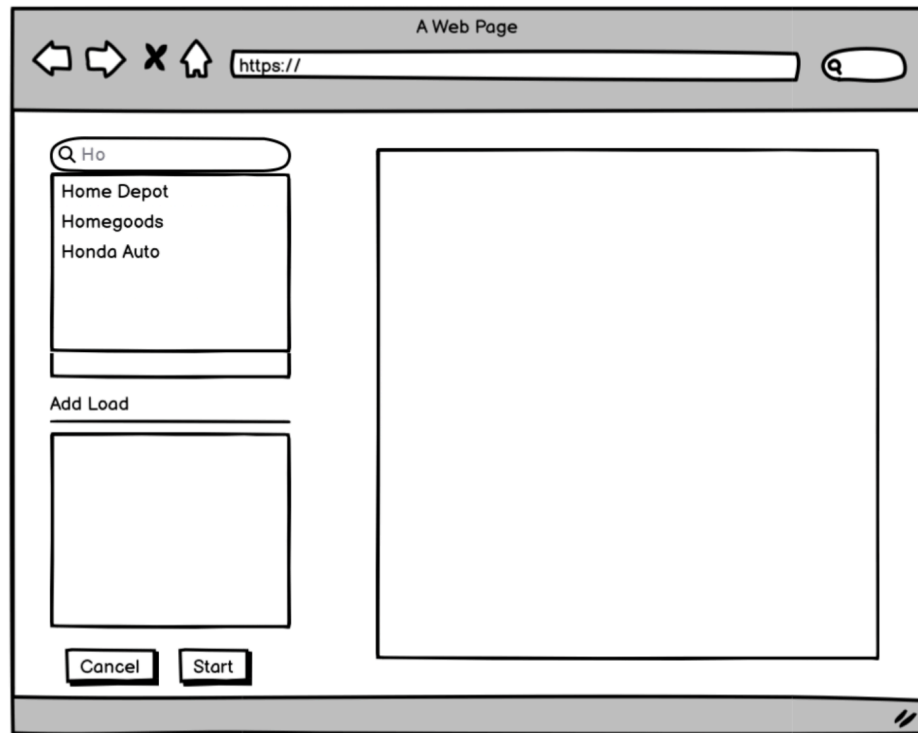 A Web Page
https://
Ho
Home Depot
Homegoods
Honda Auto
Add Load
Cancel
Start